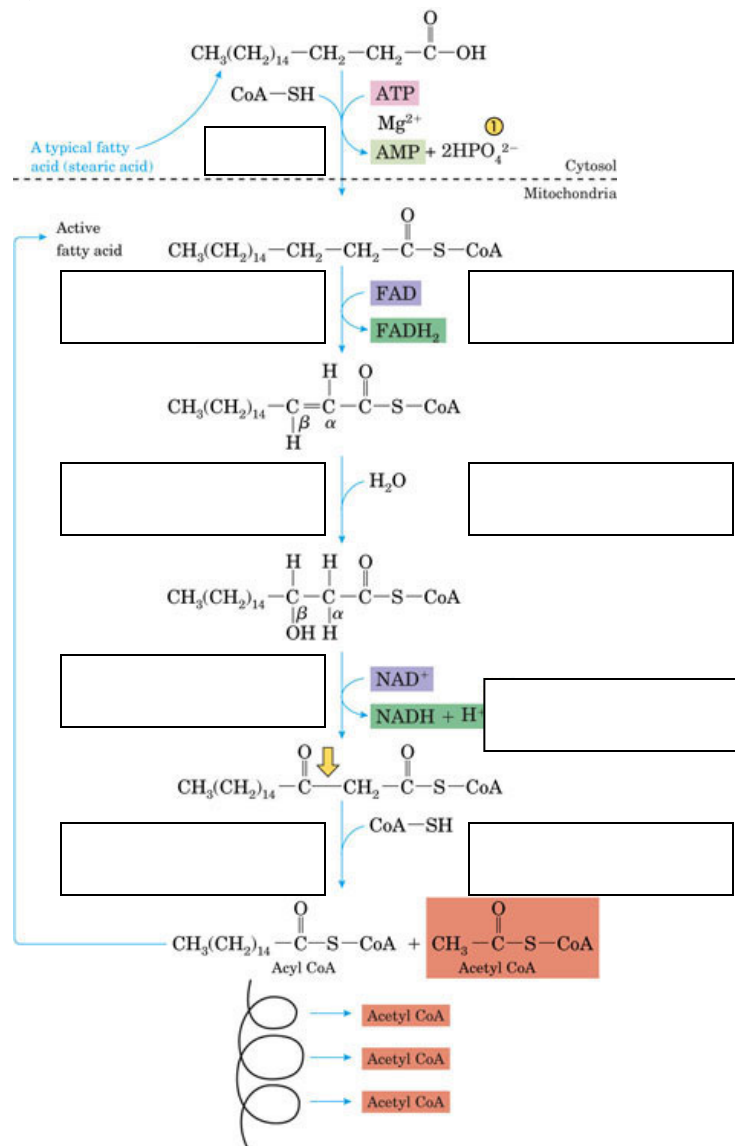 O
CH₃(CH₂)₁₄—CH₂—CH₂—C—OH
CoA—SH
ATP
Mg²⁺
①
AMP + 2HPO₄²⁻
A typical fatty
acid (stearic acid)
Cytosol
Mitochondria
Active
fatty acid
O
CH₃(CH₂)₁₄—CH₂—CH₂—C—S—CoA
FAD
FADH₂
H O
CH₃(CH₂)₁₄—C=C—C—S—CoA
β α
H
H₂O
H H O
CH₃(CH₂)₁₄—C—C—C—S—CoA
β α
OH H
NAD⁺
NADH + H⁺
O O
CH₃(CH₂)₁₄—C—CH₂—C—S—CoA
CoA—SH
O O
CH₃(CH₂)₁₄—C—S—CoA + CH₃—C—S—CoA
Acyl CoA Acetyl CoA
Acetyl CoA
Acetyl CoA
Acetyl CoA